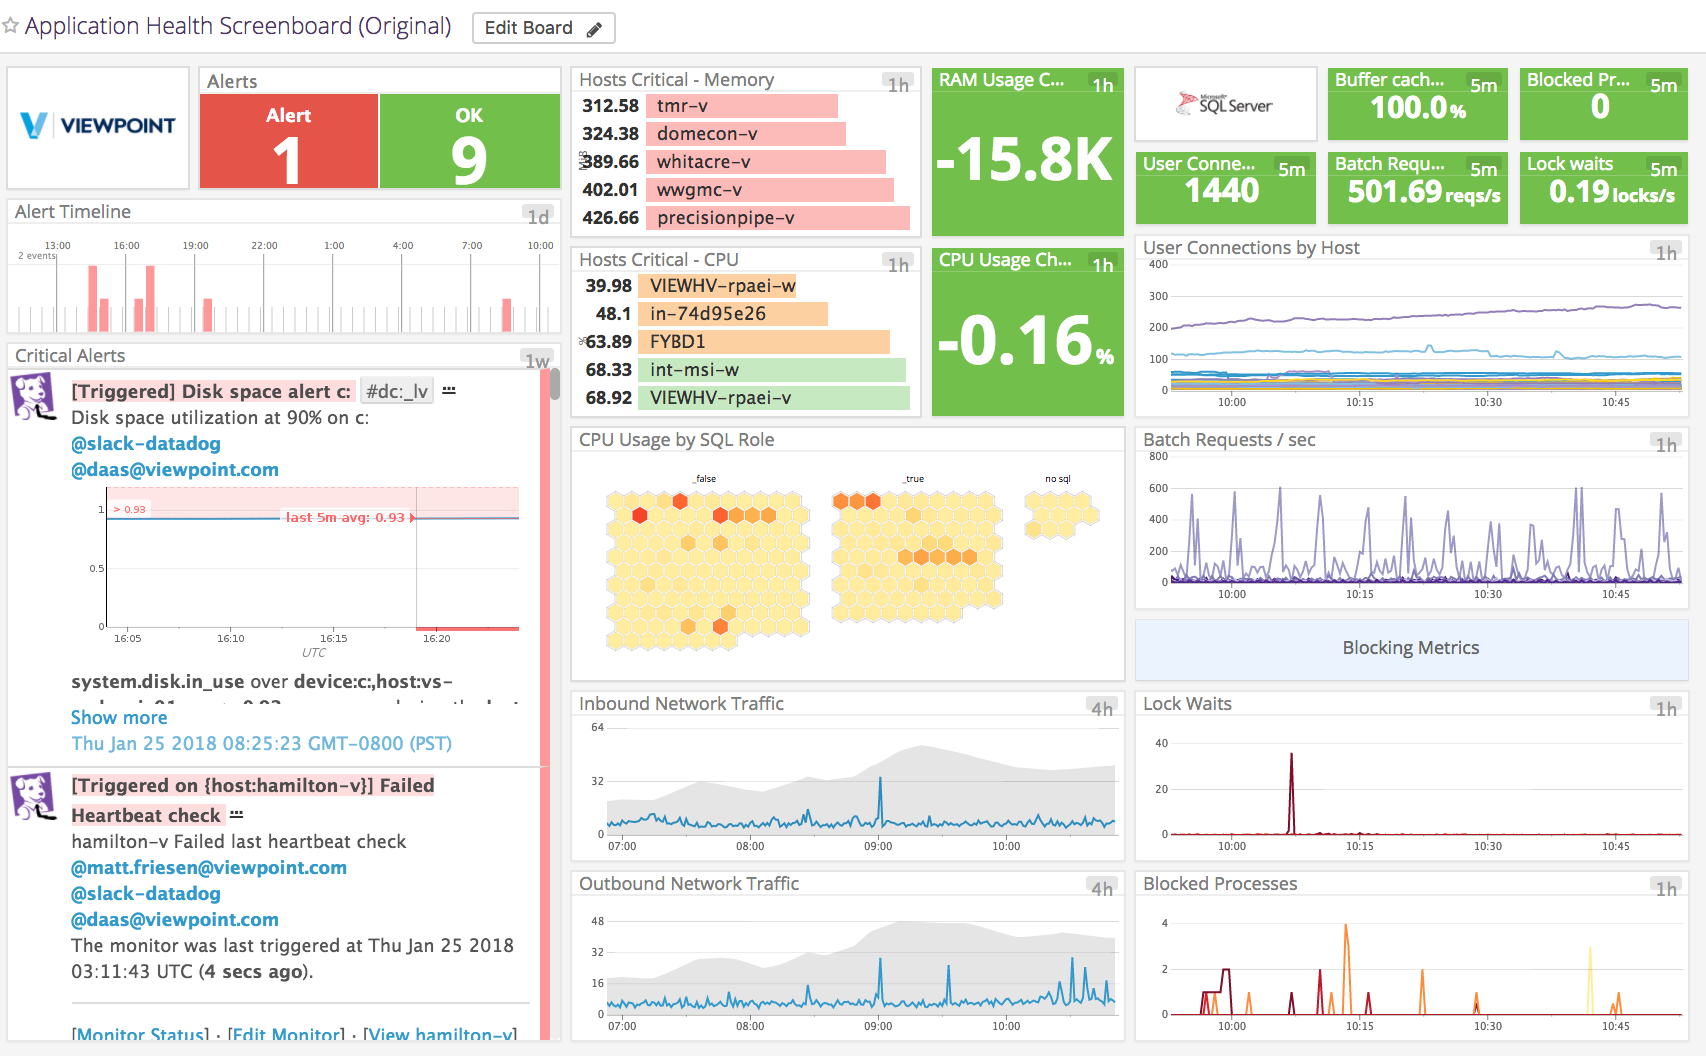 Application Health Screenboard (Original)
Edit Board
VIEWPOINT
Alerts
Alert
1
OK
9
Alert Timeline
1d
13:00 16:00 19:00 22:00 1:00 4:00 7:00 10:00
2 events
Critical Alerts
1w
[Triggered] Disk space alert c: #dc:_lv
Disk space utilization at 90% on c:
@slack-datadog
@daas@viewpoint.com
> 0.93
last 5m avg: 0.93
1
0.5
0
16:05 16:10 16:15 16:20
UTC
system.disk.in_use over device:c:,host:vs-
Show more
Thu Jan 25 2018 08:25:23 GMT-0800 (PST)
[Triggered on {host:hamilton-v}] Failed
Heartbeat check
hamilton-v Failed last heartbeat check
@matt.friesen@viewpoint.com
@slack-datadog
@daas@viewpoint.com
The monitor was last triggered at Thu Jan 25 2018
03:11:43 UTC (4 secs ago).
[Monitor Status] · [Edit Monitor] · [View hamilton-v]
Hosts Critical - Memory
1h
MiB
312.58 tmr-v
324.38 domecon-v
389.66 whitacre-v
402.01 wwgmc-v
426.66 precisionpipe-v
RAM Usage C...
1h
-15.8K
Hosts Critical - CPU
1h
%
39.98 VIEWHV-rpaei-w
48.1 in-74d95e26
63.89 FYBD1
68.33 int-msi-w
68.92 VIEWHV-rpaei-v
CPU Usage Ch...
1h
-0.16%
CPU Usage by SQL Role
_false
_true
no sql
Inbound Network Traffic
4h
64
32
0
07:00 08:00 09:00 10:00
Outbound Network Traffic
4h
48
32
16
0
07:00 08:00 09:00 10:00
Microsoft
SQL Server
Buffer cach...
5m
100.0%
Blocked Pr...
5m
0
User Conne...
5m
1440
Batch Requ...
5m
501.69 reqs/s
Lock waits
5m
0.19 locks/s
User Connections by Host
1h
400
300
200
100
0
10:00 10:15 10:30 10:45
Batch Requests / sec
1h
800
600
400
200
0
10:00 10:15 10:30 10:45
Blocking Metrics
Lock Waits
1h
40
20
0
10:00 10:15 10:30 10:45
Blocked Processes
1h
4
2
0
10:00 10:15 10:30 10:45